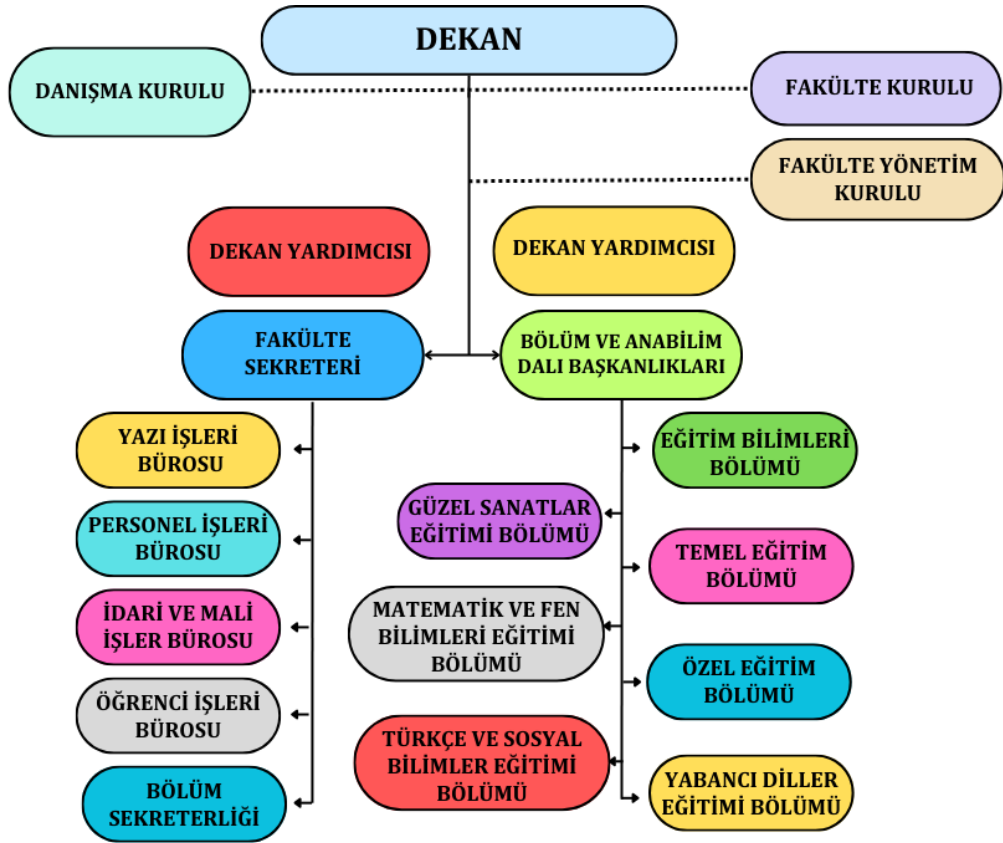 DEKAN
DANIŞMA KURULU
FAKÜLTE KURULU
FAKÜLTE YÖNETİM
KURULU
DEKAN YARDIMCISI
DEKAN YARDIMCISI
FAKÜLTE
SEKRETERİ
BÖLÜM VE ANABİLİM
DALI BAŞKANLIKLARI
YAZI İŞLERİ
BÜROSU
PERSONEL İŞLERİ
BÜROSU
İDARİ VE MALİ
İŞLER BÜROSU
ÖĞRENCİ İŞLERİ
BÜROSU
BÖLÜM
SEKRETERLİĞİ
EĞİTİM BİLİMLERİ
BÖLÜMÜ
GÜZEL SANATLAR
EĞİTİMİ BÖLÜMÜ
TEMEL EĞİTİM
BÖLÜMÜ
MATEMATİK VE FEN
BİLİMLERİ EĞİTİMİ
BÖLÜMÜ
ÖZEL EĞİTİM
BÖLÜMÜ
TÜRKÇE VE SOSYAL
BİLİMLER EĞİTİMİ
BÖLÜMÜ
YABANCI DİLLER
EĞİTİMİ BÖLÜMÜ